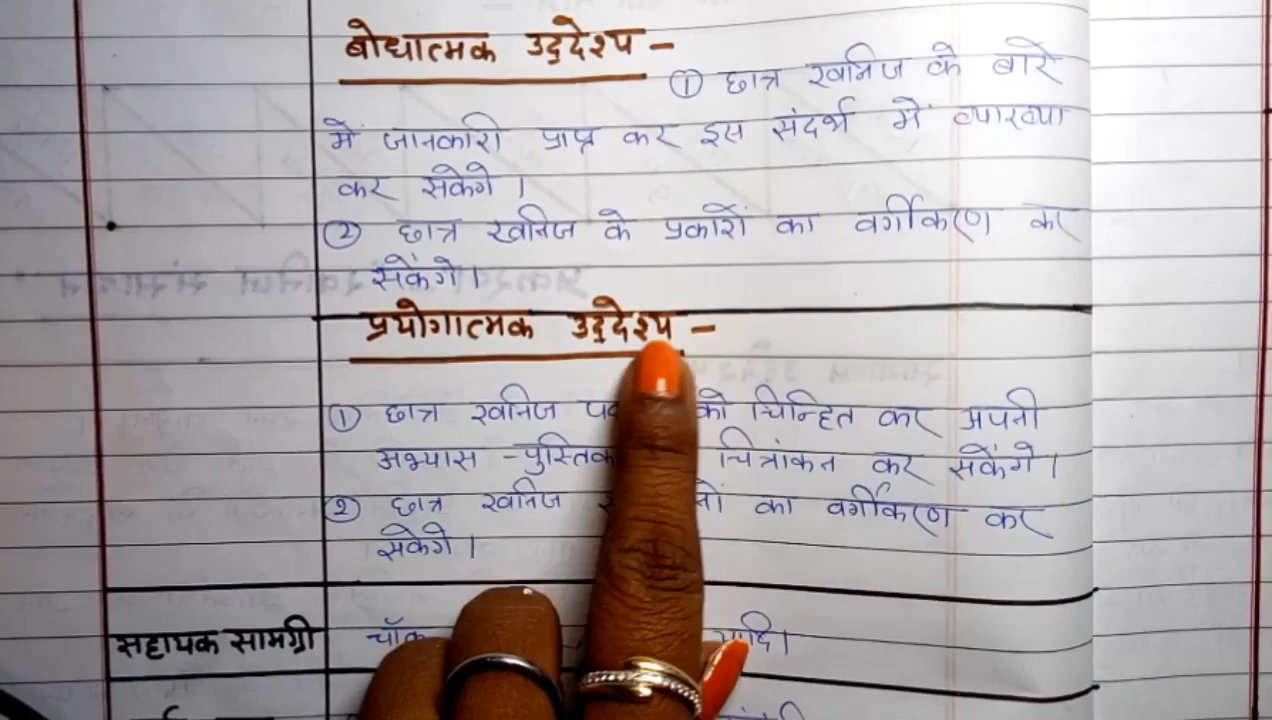 बोधात्मक उद्देश्य –
① छात्र खनिज के बारे
में जानकारी प्राप्त कर इस संदर्भ में व्याख्या
कर सकेगे ।
② छात्र खनिज के प्रकारों का वर्गीकरण कर
सकेंगे।
प्रयोगात्मक उद्देश्य –
① छात्र खनिज को चिन्हित कर अपनी
अभ्यास – चित्रांकन कर सकेंगे।
② छात्र खनिज का वर्गीकरण कर
सकेगे ।
सहायक सामग्री